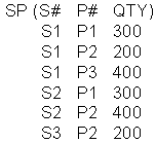 SP (S# P# QTY)
S1 P1 300
S1 P2 200
S1 P3 400
S2 P1 300
S2 P2 400
S3 P2 200